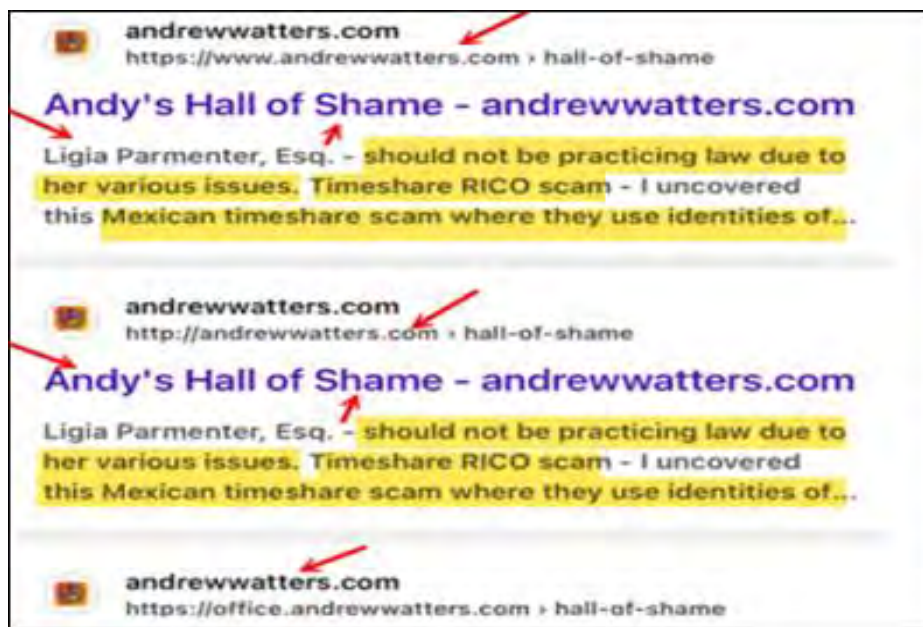 andrewwatters.com
https://www.andrewwatters.com › hall-of-shame
Andy's Hall of Shame - andrewwatters.com
Ligia Parmenter, Esq. - should not be practicing law due to
her various issues. Timeshare RICO scam - I uncovered
this Mexican timeshare scam where they use identities of...
andrewwatters.com
http://andrewwatters.com › hall-of-shame
Andy's Hall of Shame - andrewwatters.com
Ligia Parmenter, Esq. - should not be practicing law due to
her various issues. Timeshare RICO scam - I uncovered
this Mexican timeshare scam where they use identities of...
andrewwatters.com
https://office.andrewwatters.com › hall-of-shame